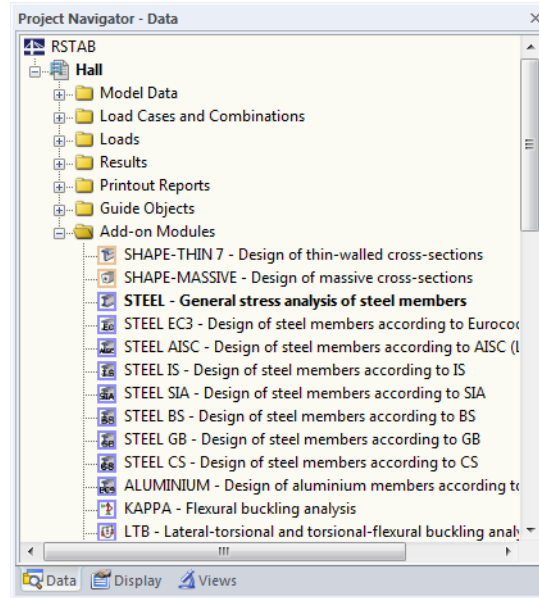 Project Navigator - Data
RSTAB
Hall
Model Data
Load Cases and Combinations
Loads
Results
Printout Reports
Guide Objects
Add-on Modules
SHAPE-THIN 7 - Design of thin-walled cross-sections
SHAPE-MASSIVE - Design of massive cross-sections
STEEL - General stress analysis of steel members
STEEL EC3 - Design of steel members according to
STEEL AISC - Design of steel members according to AISC
STEEL IS - Design of steel members according to IS
STEEL SIA - Design of steel members according to SIA
STEEL BS - Design of steel members according to BS
STEEL GB - Design of steel members according to GB
STEEL CS - Design of steel members according to CS
ALUMINIUM - Design of aluminium members according
KAPPA - Flexural buckling analysis
LTB - Lateral-torsional and torsional-flexural buckling
Data Display Views